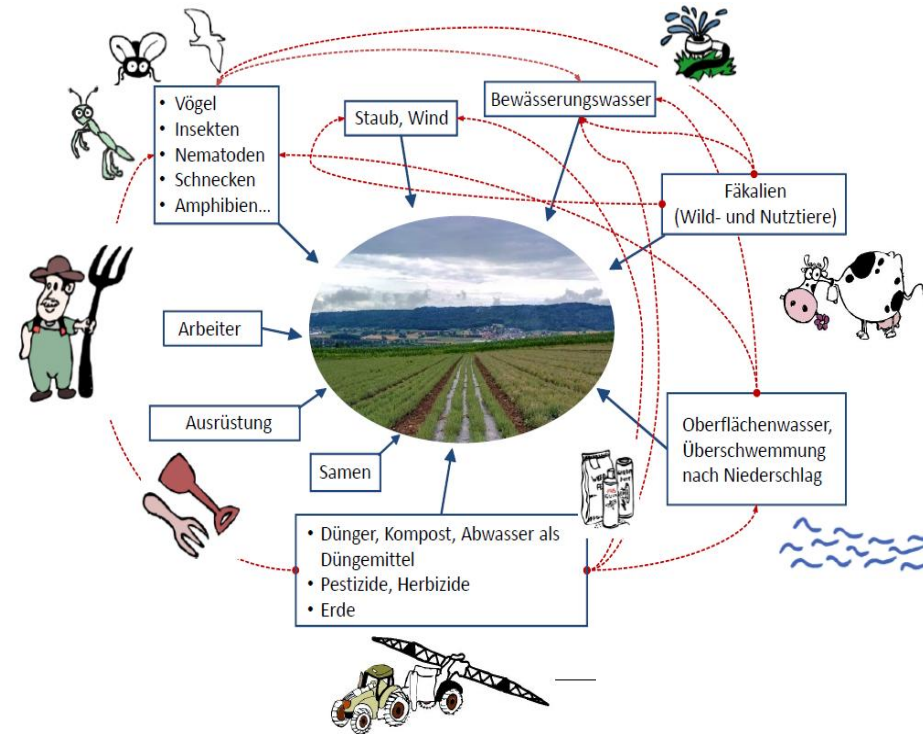 • Vögel
• Insekten
• Nematoden
• Schnecken
• Amphibien...
Staub, Wind
Bewässerungswasser
Fäkalien
(Wild- und Nutztiere)
Arbeiter
Ausrüstung
Samen
Oberflächenwasser,
Überschwemmung
nach Niederschlag
• Dünger, Kompost, Abwasser als
Düngemittel
• Pestizide, Herbizide
• Erde